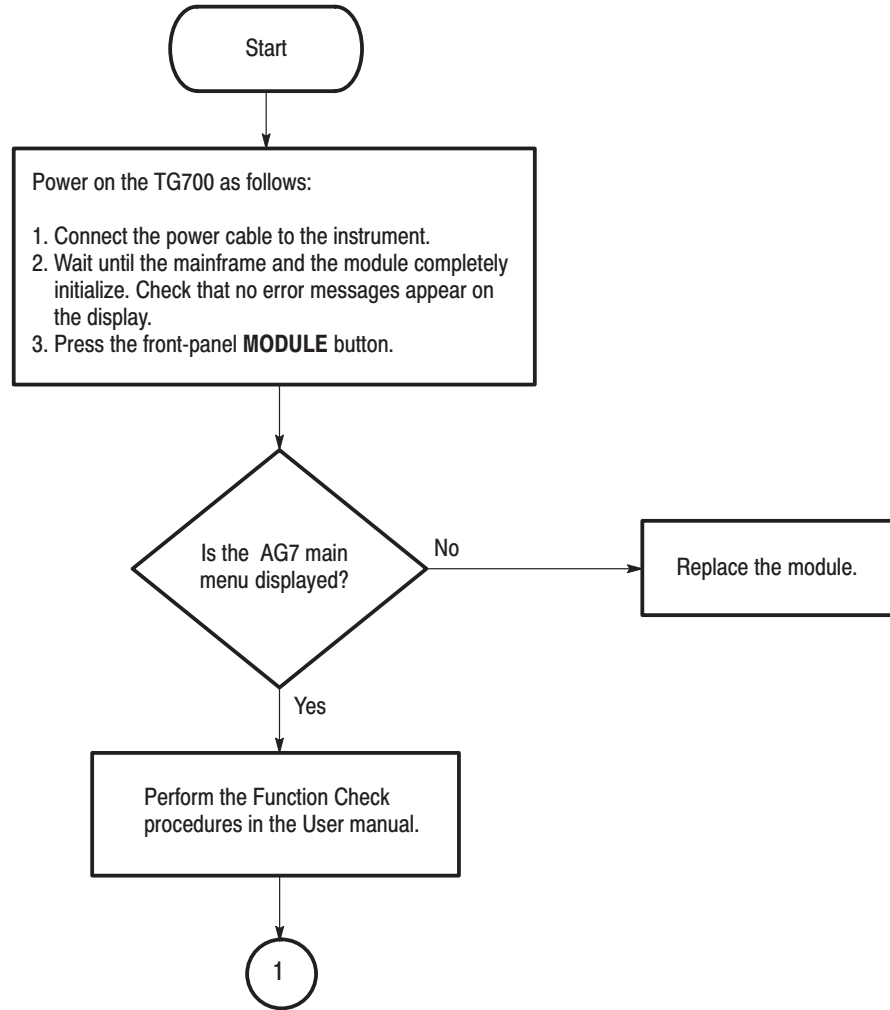 Start
Power on the TG700 as follows:
1. Connect the power cable to the instrument.
2. Wait until the mainframe and the module completely
initialize. Check that no error messages appear on
the display.
3. Press the front-panel MODULE button.
Is the AG7 main
menu displayed?
No
Replace the module.
Yes
Perform the Function Check
procedures in the User manual.
1